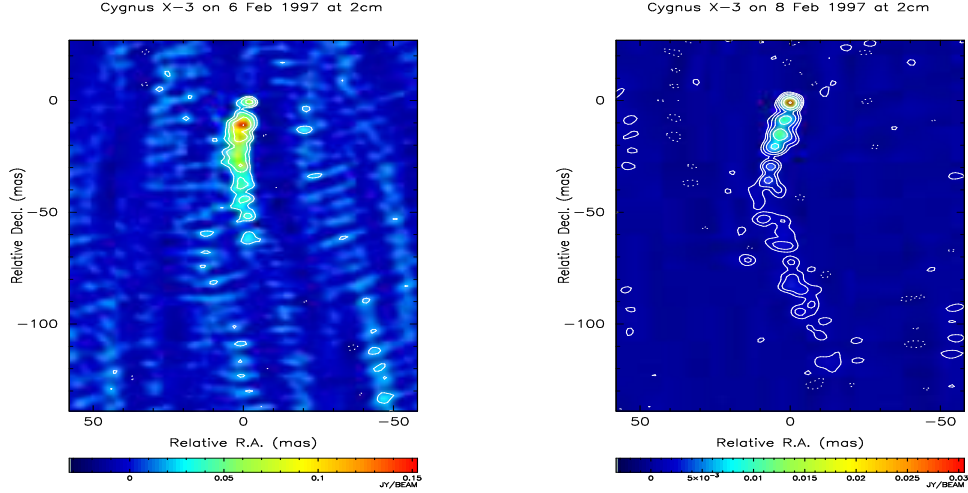 Cygnus X−3 on 6 Feb 1997 at 2cm
0
−50
−100
Relative Decl. (mas)
50 0 −50
Relative R.A. (mas)
0 0.05 0.1 0.15
JY/BEAM
Cygnus X−3 on 8 Feb 1997 at 2cm
0
−50
−100
Relative Decl. (mas)
50 0 −50
Relative R.A. (mas)
0 5×10⁻³ 0.01 0.015 0.02 0.025 0.03
JY/BEAM